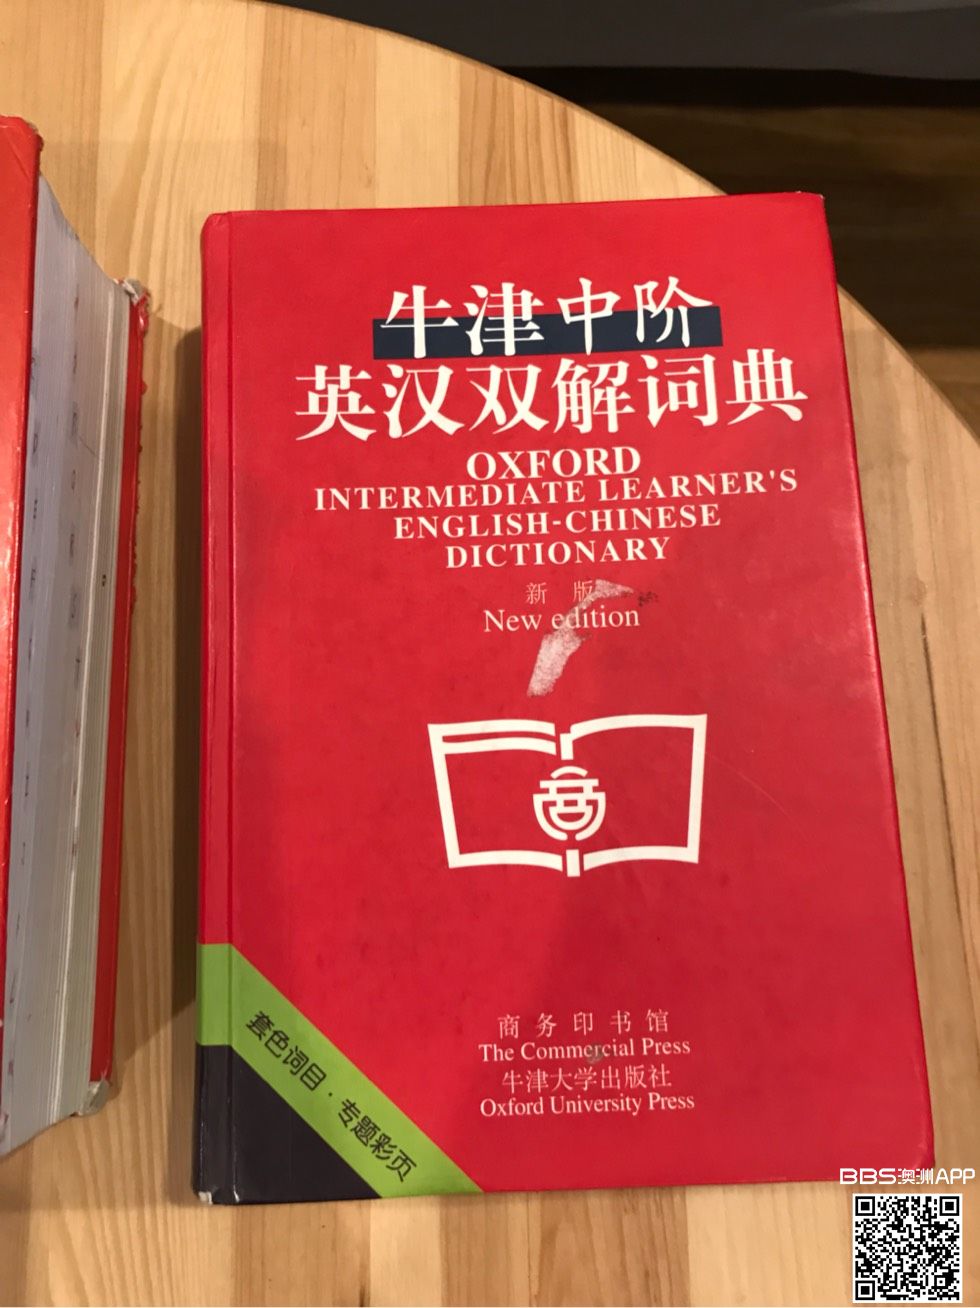 牛津中阶
英汉双解词典
OXFORD
INTERMEDIATE LEARNER'S
ENGLISH-CHINESE
DICTIONARY
新版
New edition
商
商务印书馆
The Commercial Press
牛津大学出版社
Oxford University Press
套色词目·专题彩页
BBS澳洲APP